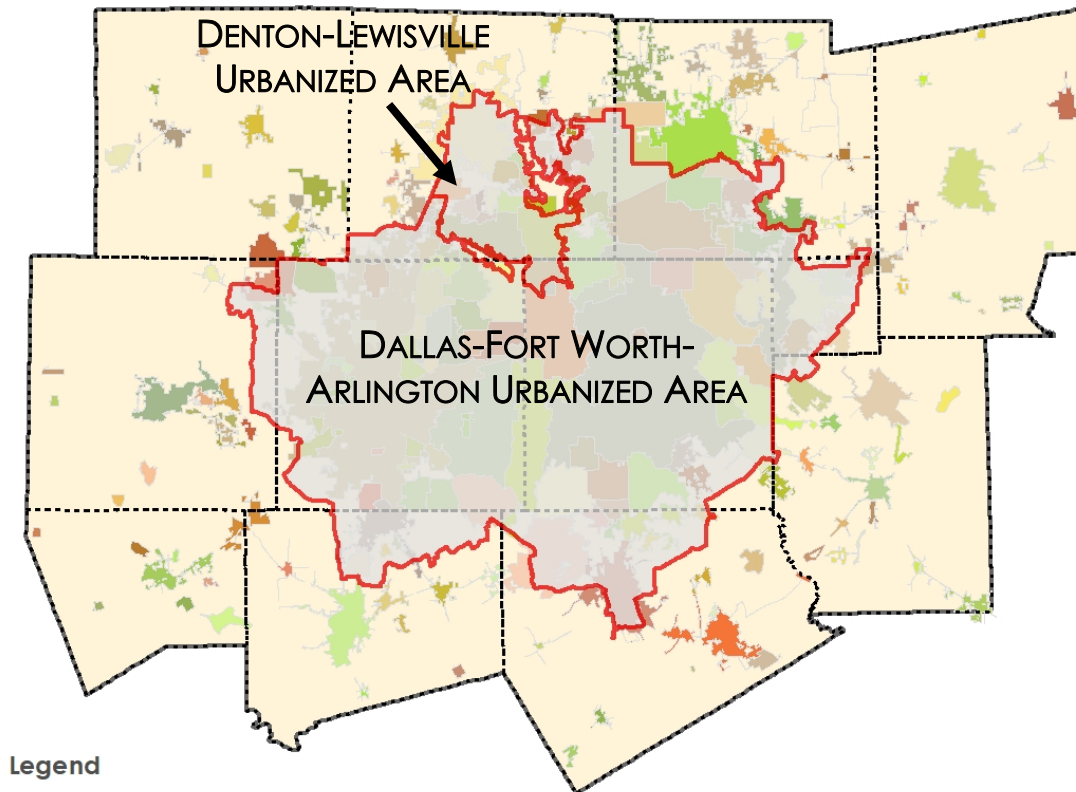 DENTON-LEWISVILLE
URBANIZED AREA
DALLAS-FORT WORTH-
ARLINGTON URBANIZED AREA
Legend